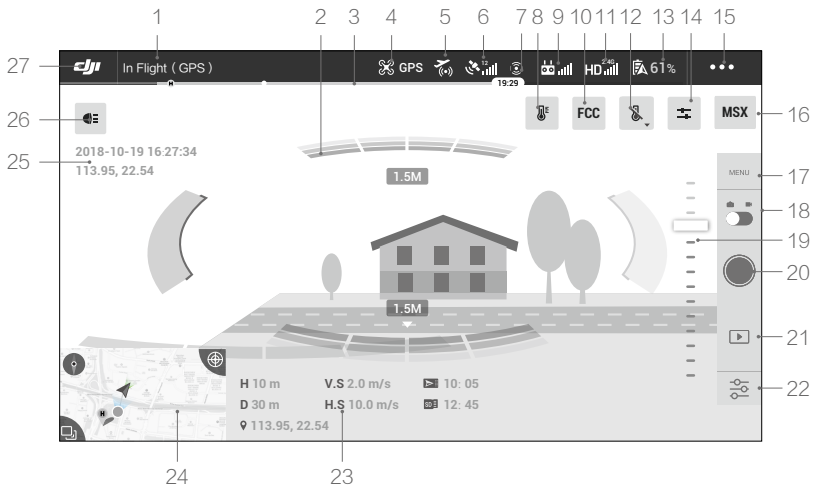 1 2 3 4 5 6 7 8 9 10 11 12 13 14 15
27 dji In Flight ( GPS ) GPS 12 HD 2.4G 61%
H 19:29
26 FCC MSX 16
25 2018-10-19 16:27:34
113.95, 22.54
1.5M
MENU 17
18
19
20
1.5M
21
22
H 10 m V.S 2.0 m/s 10: 05
D 30 m H.S 10.0 m/s SD 12: 45
113.95, 22.54
H
24 23